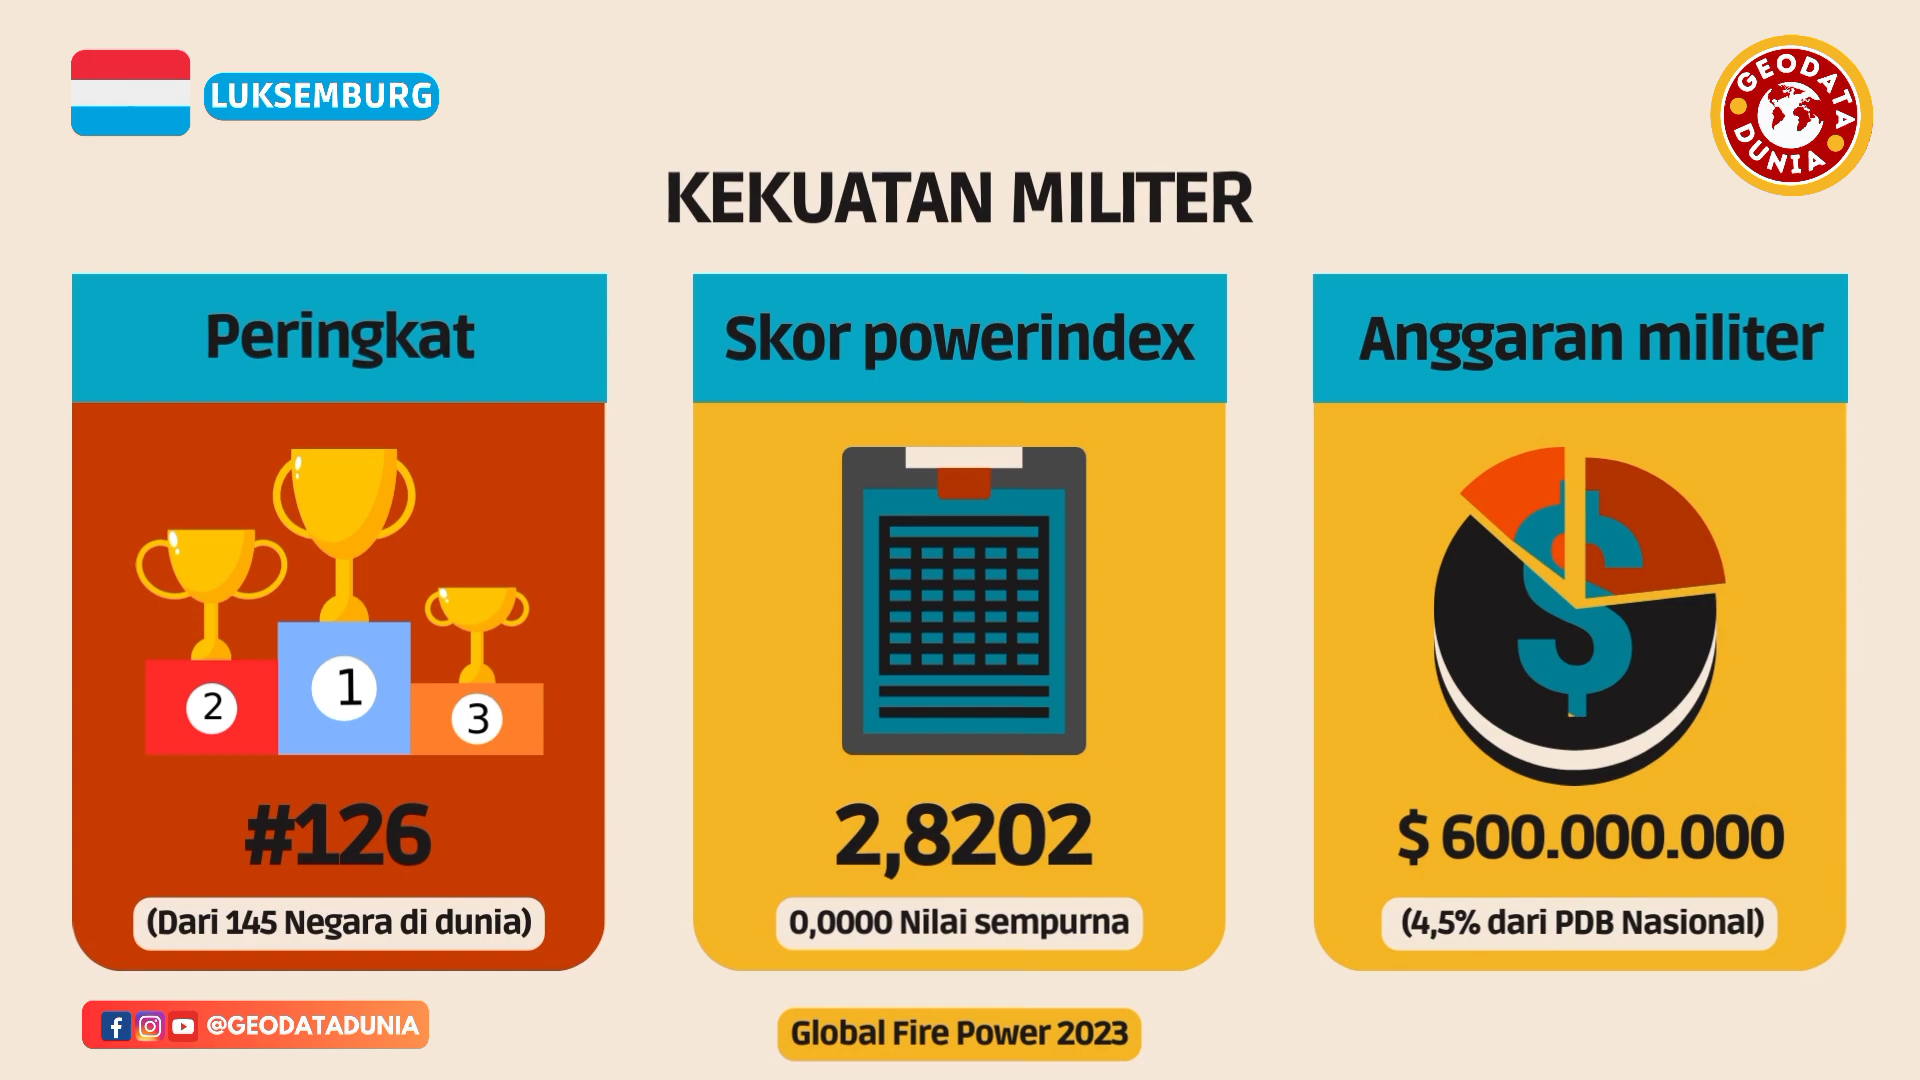 LUKSEMBURG
GEODATA
DUNIA
KEKUATAN MILITER
Peringkat
Skor powerindex
Anggaran militer
2
1
3
$
#126
2,8202
$ 600.000.000
(Dari 145 Negara di dunia)
0,0000 Nilai sempurna
(4,5% dari PDB Nasional)
@GEODATADUNIA
Global Fire Power 2023